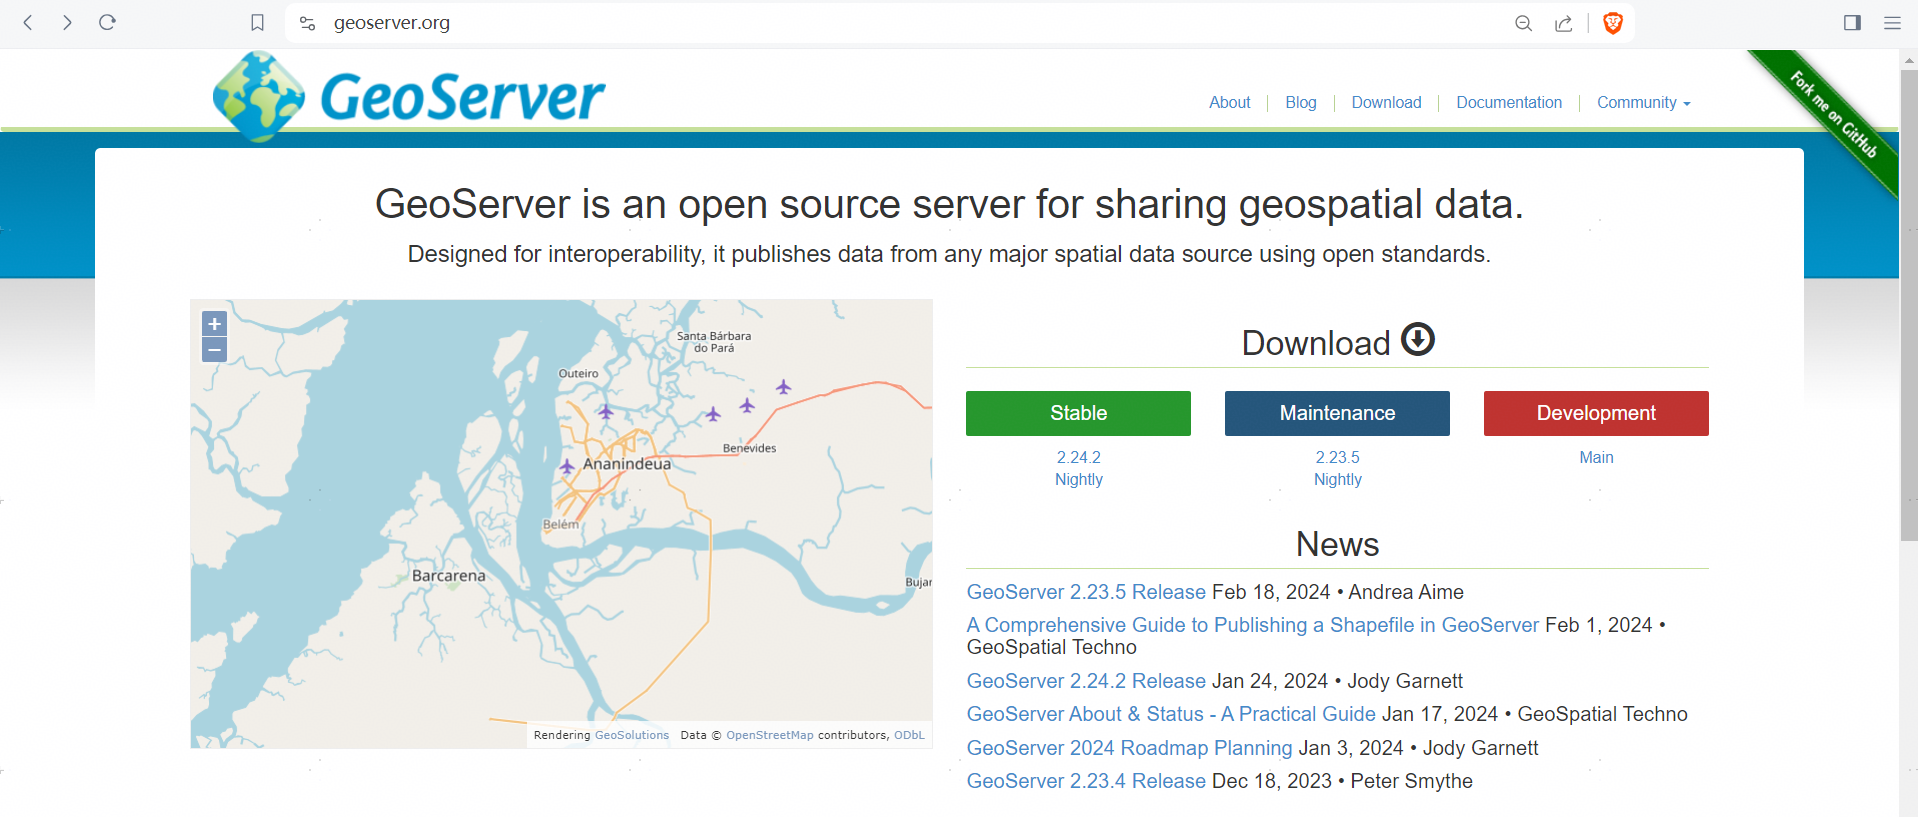 geoserver.org
GeoServer
About
Blog
Download
Documentation
Community
Fork me on GitHub
GeoServer is an open source server for sharing geospatial data.
Designed for interoperability, it publishes data from any major spatial data source using open standards.
+
−
Santa Bárbara
do Pará
Outeiro
Benevides
Ananindeua
Belém
Barcarena
Bujar
Rendering GeoSolutions Data © OpenStreetMap contributors, ODbL
Download
Stable
Maintenance
Development
2.24.2
2.23.5
Main
Nightly
Nightly
News
GeoServer 2.23.5 Release Feb 18, 2024 • Andrea Aime
A Comprehensive Guide to Publishing a Shapefile in GeoServer Feb 1, 2024 •
GeoSpatial Techno
GeoServer 2.24.2 Release Jan 24, 2024 • Jody Garnett
GeoServer About & Status - A Practical Guide Jan 17, 2024 • GeoSpatial Techno
GeoServer 2024 Roadmap Planning Jan 3, 2024 • Jody Garnett
GeoServer 2.23.4 Release Dec 18, 2023 • Peter Smythe